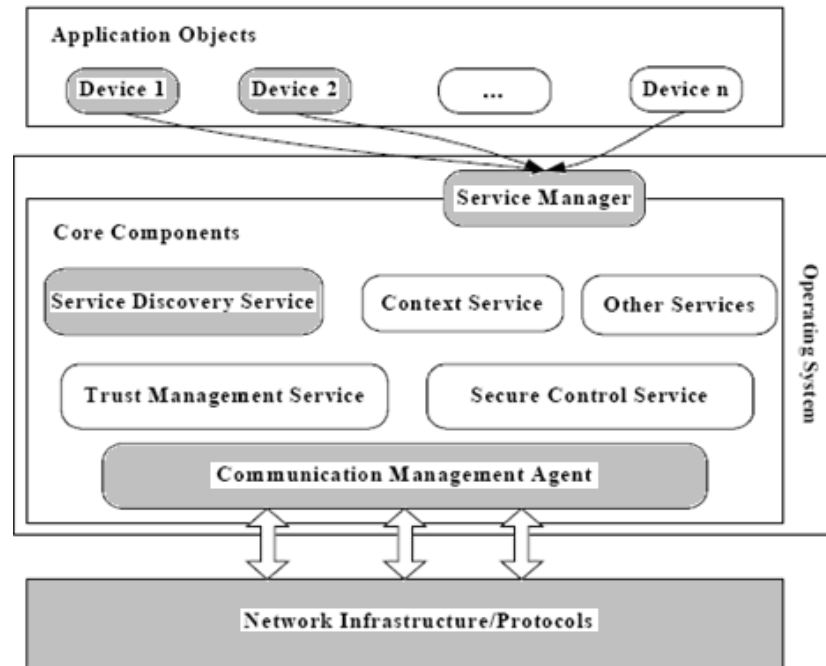 Application Objects
Device 1
Device 2
...
Device n
Service Manager
Core Components
Service Discovery Service
Context Service
Other Services
Trust Management Service
Secure Control Service
Communication Management Agent
Operating System
Network Infrastructure/Protocols